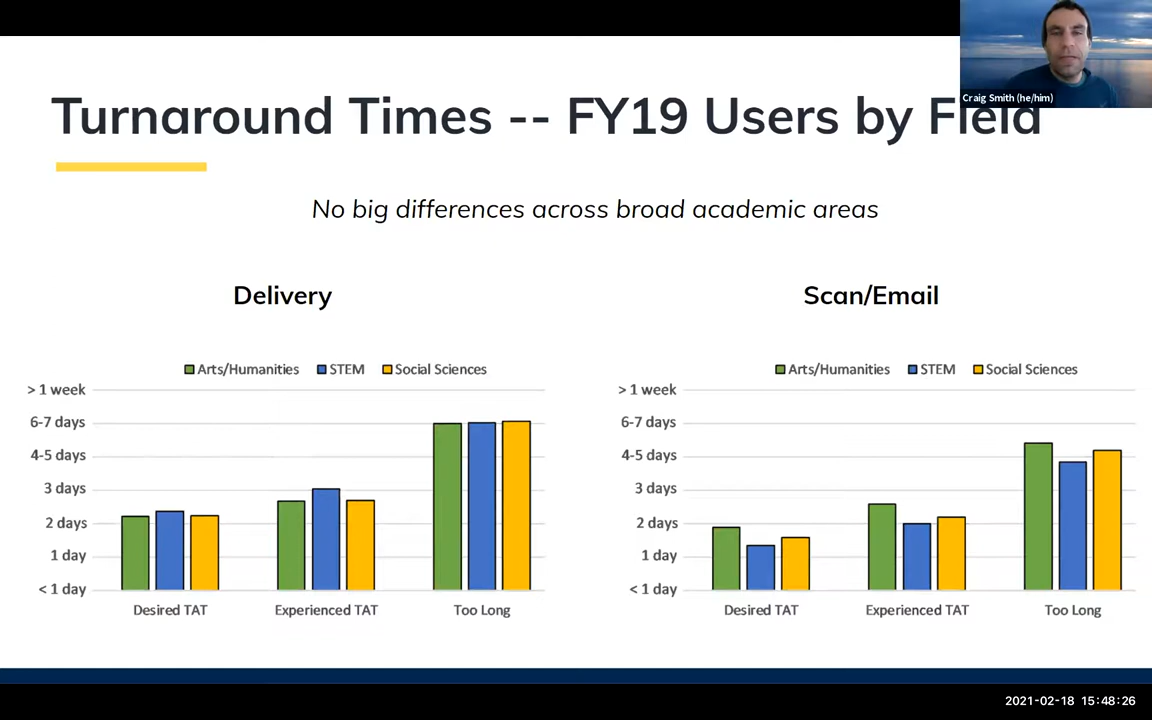 Craig Smith (he/him)
Turnaround Times -- FY19 Users by Field
No big differences across broad academic areas
Delivery
Arts/Humanities STEM Social Sciences
> 1 week
6-7 days
4-5 days
3 days
2 days
1 day
< 1 day
Desired TAT Experienced TAT Too Long
Scan/Email
Arts/Humanities STEM Social Sciences
> 1 week
6-7 days
4-5 days
3 days
2 days
1 day
< 1 day
Desired TAT Experienced TAT Too Long
2021-02-18 15:48:26